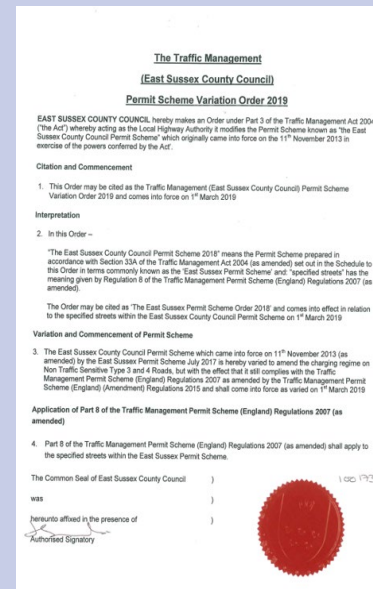 The Traffic Management
(East Sussex County Council)
Permit Scheme Variation Order 2019
EAST SUSSEX COUNTY COUNCIL hereby makes an Order under Part 3 of the Traffic Management Act 2004
('the Act') whereby acting as the Local Highway Authority it modifies the Permit Scheme known as 'the East
Sussex County Council Permit Scheme" which originally came into force on the 11th November 2013 in
exercise of the powers conferred by the Act'.
Citation and Commencement
1. This Order may be cited as the Traffic Management (East Sussex County Council) Permit Scheme
Variation Order 2019 and comes into force on 1st March 2019
Interpretation
2. In this Order –
"The East Sussex County Council Permit Scheme 2018" means the Permit Scheme prepared in
accordance with Section 33A of the Traffic Management Act 2004 (as amended) set out in the Schedule to
this Order in terms commonly known as the 'East Sussex Permit Scheme' and: "specified streets" has the
meaning given by Regulation 8 of the Traffic Management Permit Scheme (England) Regulations 2007 (as
amended).
The Order may be cited as 'The East Sussex Permit Scheme Order 2018' and comes into effect in relation
to the specified streets within the East Sussex County Council Permit Scheme on 1st March 2019
Variation and Commencement of Permit Scheme
3. The East Sussex County Council Permit Scheme which came into force on 11th November 2013 (as
amended) by the East Sussex Permit Scheme July 2017 is hereby varied to amend the charging regime on
Non Traffic Sensitive Type 3 and 4 Roads, but with the effect that it still complies with the Traffic
Management Permit Scheme (England) Regulations 2007 as amended by the Traffic Management Permit
Scheme (England) (Amendment) Regulations 2015 and shall come into force as varied on 1st March 2019
Application of Part 8 of the Traffic Management Permit Scheme (England) Regulations 2007 (as
amended)
4. Part 8 of the Traffic Management Permit Scheme (England) Regulations 2007 (as amended) shall apply to
the specified streets within the East Sussex Permit Scheme.
The Common Seal of East Sussex County Council )
was )
hereunto affixed in the presence of )
Authorised Signatory